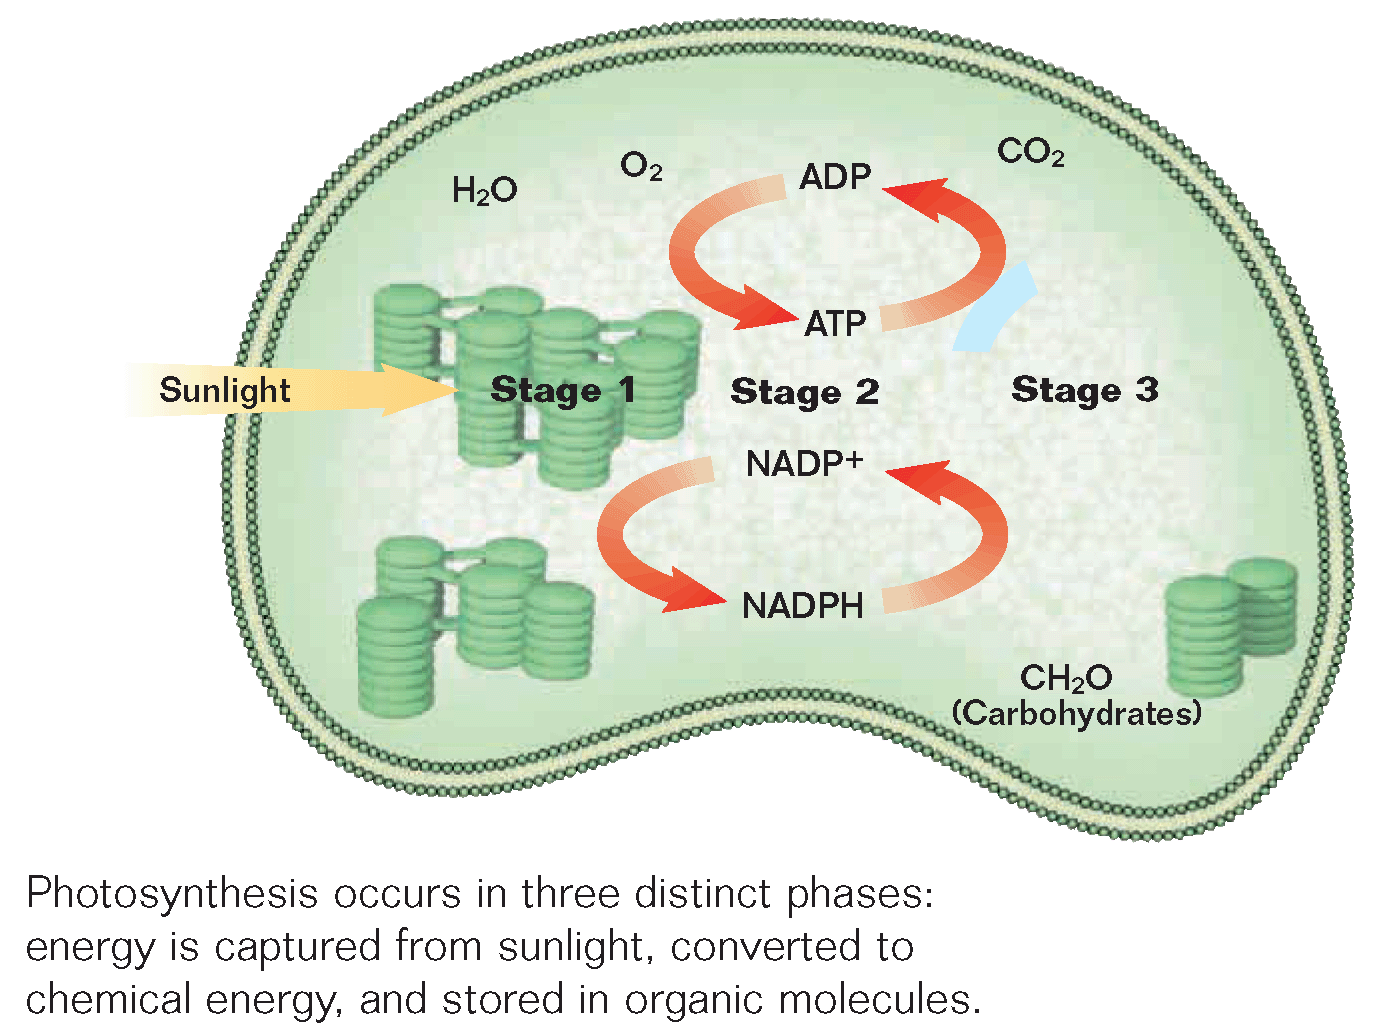 H₂O
O₂
ADP
CO₂
ATP
Sunlight
Stage 1
Stage 2
Stage 3
NADP+
NADPH
CH₂O
(Carbohydrates)
Photosynthesis occurs in three distinct phases:
energy is captured from sunlight, converted to
chemical energy, and stored in organic molecules.